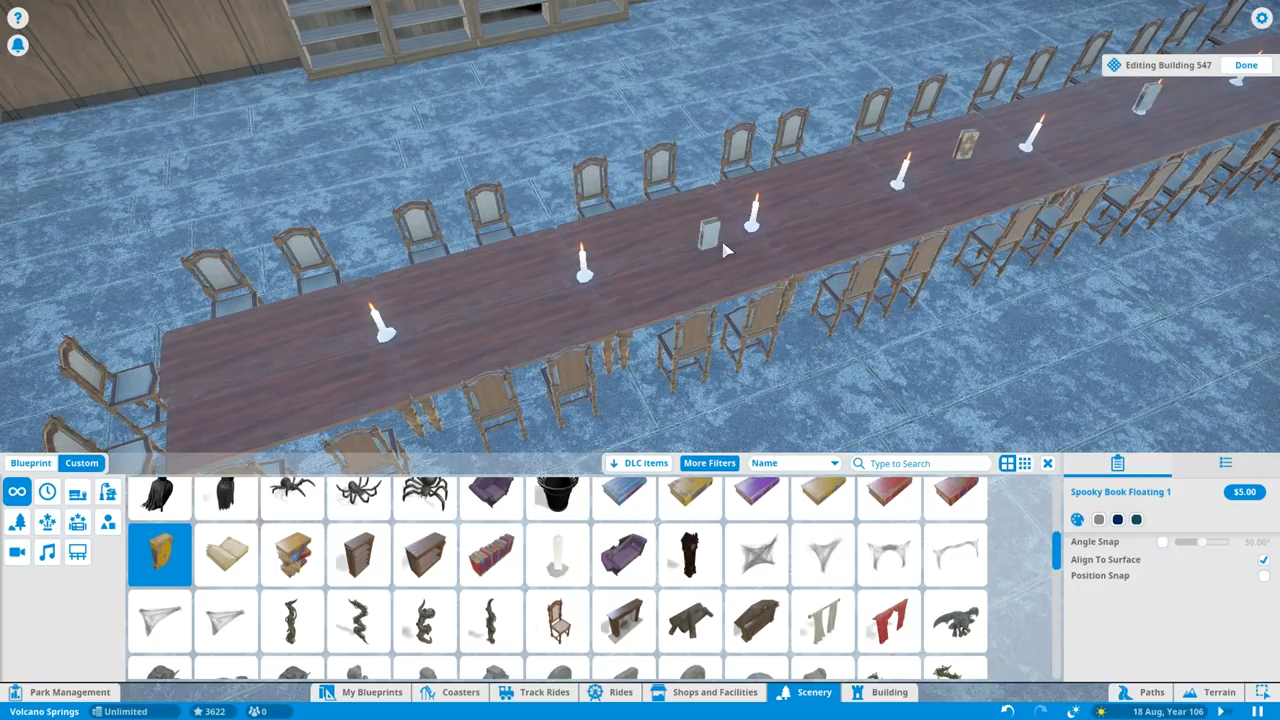 ?
Editing Building 547 Done
Blueprint Custom DLC items More Filters Name Type to Search
Spooky Book Floating 1 $5.00
Angle Snap 30.00°
Align To Surface
Position Snap
Park Management My Blueprints Coasters Track Rides Rides Shops and Facilities Scenery Building Paths Terrain
Volcano Springs Unlimited 3622 0 18 Aug, Year 106